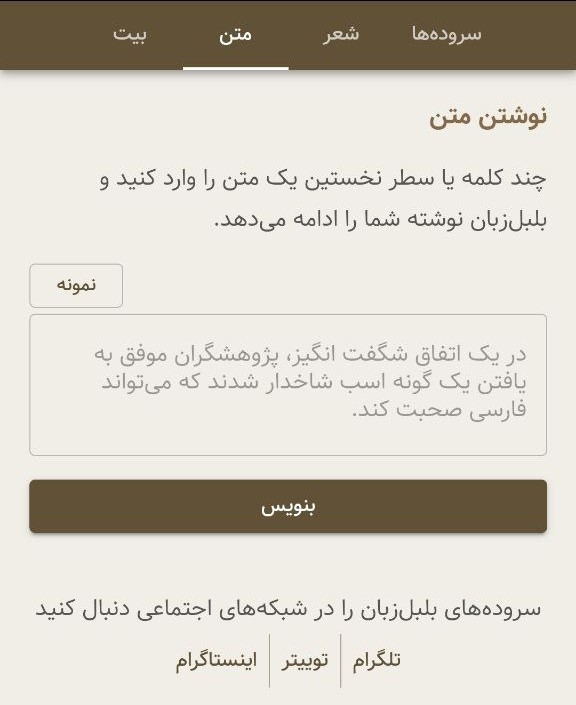 سروده‌ها شعر متن بیت
نوشتن متن
چند کلمه یا سطر نخستین یک متن را وارد کنید و
بلبل‌زبان نوشته شما را ادامه می‌دهد.
نمونه
در یک اتفاق شگفت انگیز، پژوهشگران موفق به
یافتن یک گونه اسب شاخدار شدند که می‌تواند
فارسی صحبت کند.
بنویس
سروده‌های بلبل‌زبان را در شبکه‌های اجتماعی دنبال کنید
تلگرام توییتر اینستاگرام